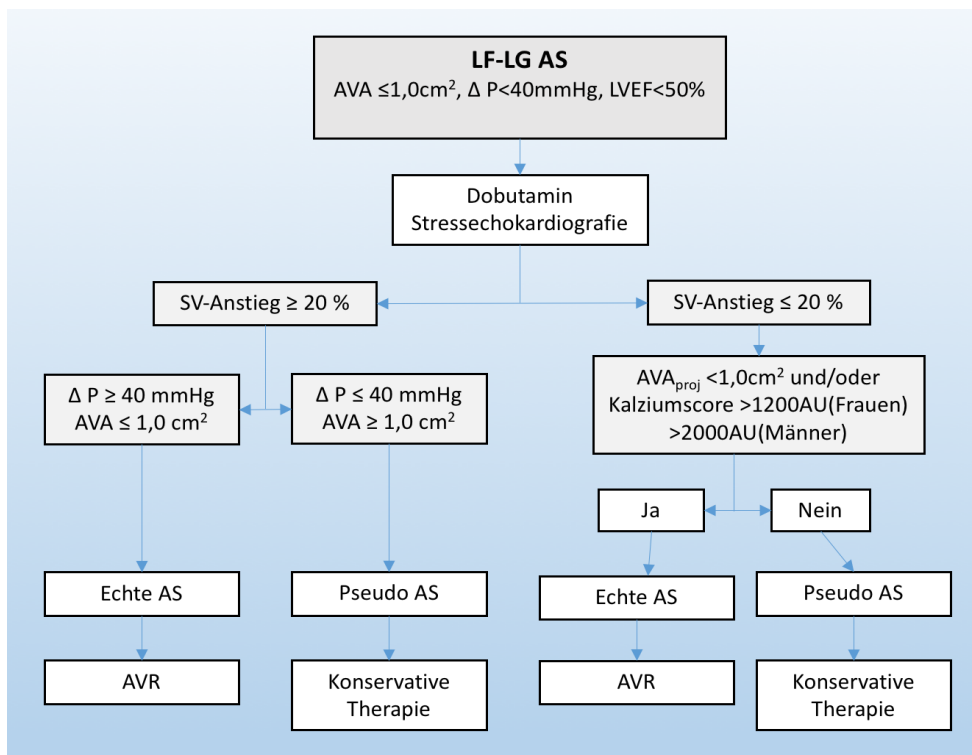 LF-LG AS
AVA ≤1,0cm², Δ P<40mmHg, LVEF<50%
Dobutamin
Stressechokardiografie
SV-Anstieg ≥ 20 %
SV-Anstieg ≤ 20 %
Δ P ≥ 40 mmHg
AVA ≤ 1,0 cm²
Δ P ≤ 40 mmHg
AVA ≥ 1,0 cm²
AVAproj <1,0cm² und/oder
Kalziumscore >1200AU(Frauen)
>2000AU(Männer)
Ja
Nein
Echte AS
Pseudo AS
Echte AS
Pseudo AS
AVR
Konservative
Therapie
AVR
Konservative
Therapie